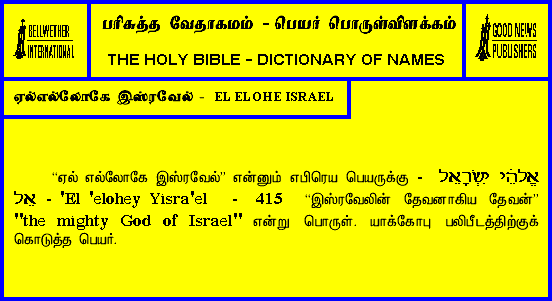 BELLWETHER
INTERNATIONAL
பரிசுத்த வேதாகமம் - பெயர் பொருள்விளக்கம்
THE HOLY BIBLE - DICTIONARY OF NAMES
GOOD NEWS
PUBLISHERS
ஏல்எல்லோகே இஸ்ரவேல் - EL ELOHE ISRAEL
“ஏல் எல்லோகே இஸ்ரவேல்” என்னும் எபிரெய பெயருக்கு - אֱלֹהֵי יִשְׂרָאֵל
אֵל - 'El 'elohey Yisra'el - 415 “இஸ்ரவேலின் தேவனாகிய தேவன்”
"the mighty God of Israel" என்று பொருள். யாக்கோபு பலிபீடத்திற்குக்
கொடுத்த பெயர்.